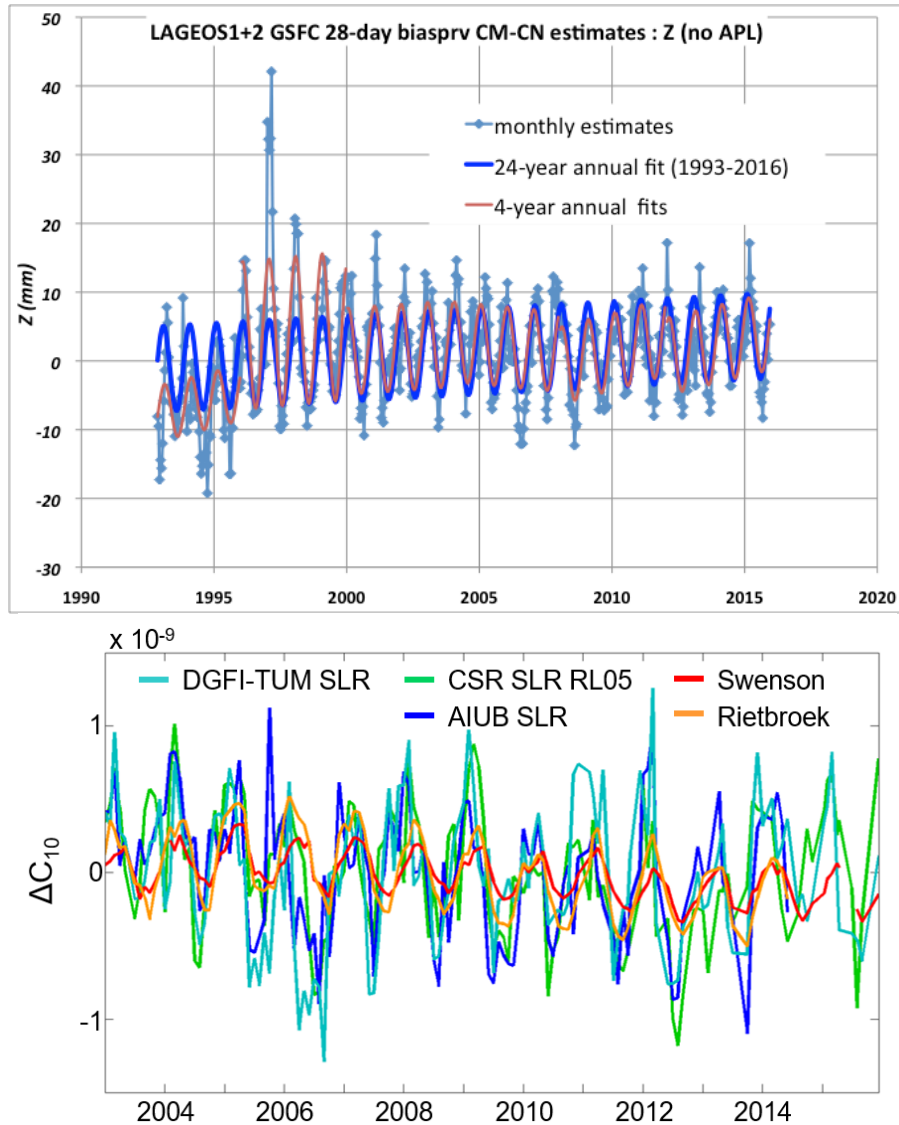 LAGEOS1+2 GSFC 28-day biasprv CM-CN estimates : Z (no APL)
50
40
30
20
10
0
-10
-20
-30
Z (mm)
monthly estimates
24-year annual fit (1993-2016)
4-year annual fits
1990 1995 2000 2005 2010 2015 2020
x 10-9
DGFI-TUM SLR CSR SLR RL05 Swenson
AIUB SLR Rietbroek
1
0
-1
ΔC10
2004 2006 2008 2010 2012 2014